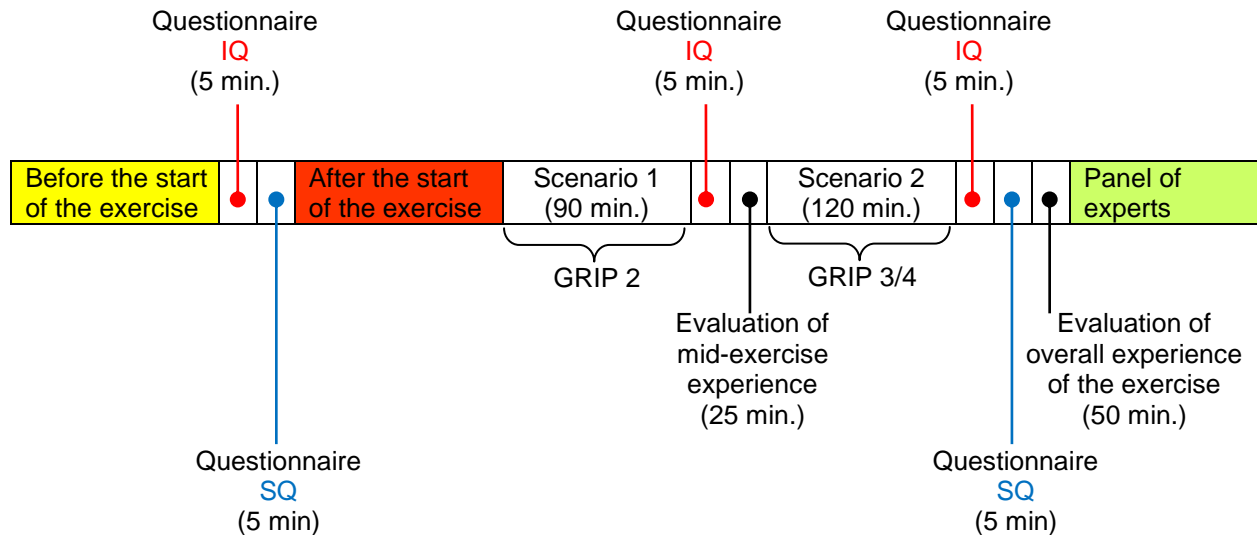 Questionnaire
IQ
(5 min.)
Questionnaire
IQ
(5 min.)
Questionnaire
IQ
(5 min.)
Before the start
of the exercise
After the start
of the exercise
Scenario 1
(90 min.)
Scenario 2
(120 min.)
Panel of
experts
GRIP 2
GRIP 3/4
Evaluation of
mid-exercise
experience
(25 min.)
Evaluation of
overall experience
of the exercise
(50 min.)
Questionnaire
SQ
(5 min)
Questionnaire
SQ
(5 min)